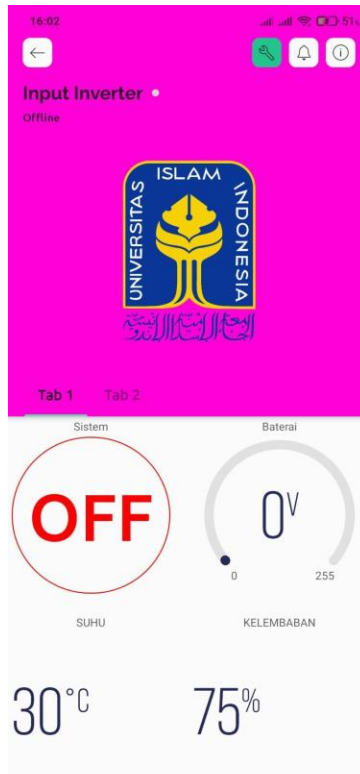 16:02
51%
Input Inverter
Offline
ISLAM
UNIVERSITAS
INDONESIA
Tab 1 Tab 2
Sistem Baterai
OFF
0V
0 255
SUHU KELEMBABAN
30°C 75%